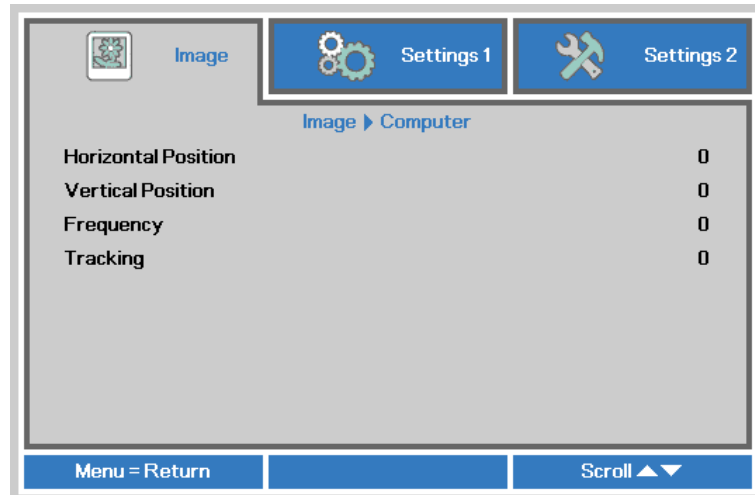 Image
Settings 1
Settings 2
Image ▶ Computer
Horizontal Position 0
Vertical Position 0
Frequency 0
Tracking 0
Menu = Return
Scroll ▲▼